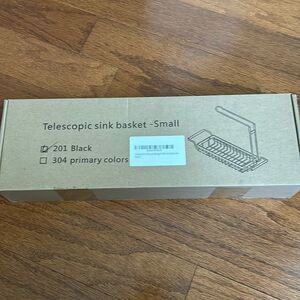 Telescopic sink basket -Small
201 Black
304 primary colors